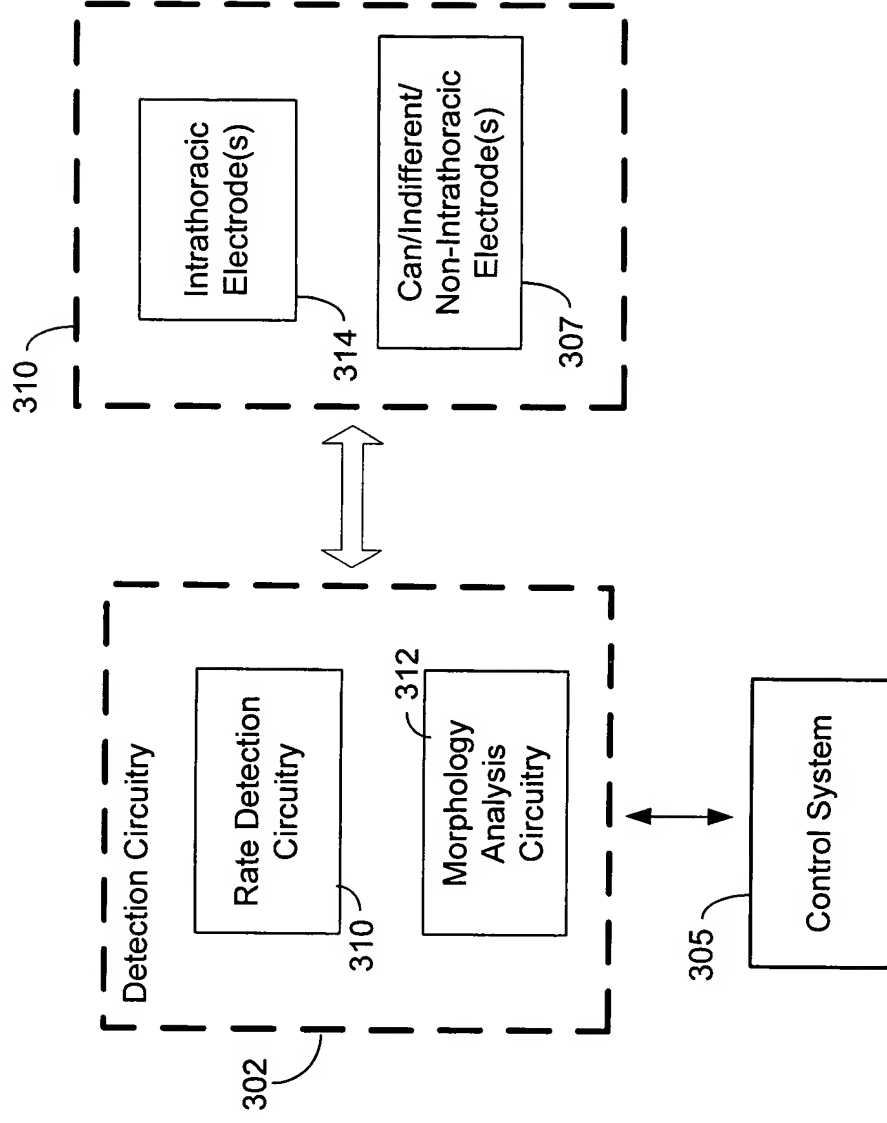 Detection Circuitry
302
Rate Detection
Circuitry
310
312
Morphology
Analysis
Circuitry
305
Control System
310
Intrathoracic
Electrode(s)
314
Can/Indifferent/
Non-Intrathoracic
Electrode(s)
307